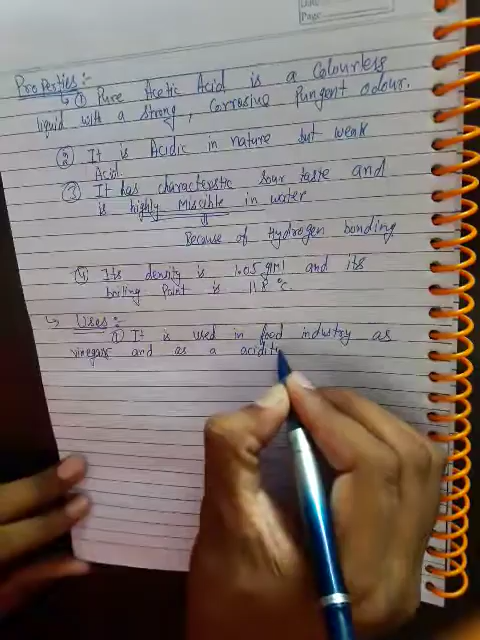 Date
Page
Properties:-
↳ ① Pure Acetic Acid is a Colourless
liquid with a strong, Corrosive Pungent odour.
② It is Acidic in nature but weak
Acid.
③ It has characterstic sour taste and
is highly Miscible in water
⇓
Because of Hydrogen bonding
④ Its density is 1.05 g/Ml and its
boiling Point is 118 °C.
↳ Uses:-
① It is used in food industry as
vinegar and as a acidity